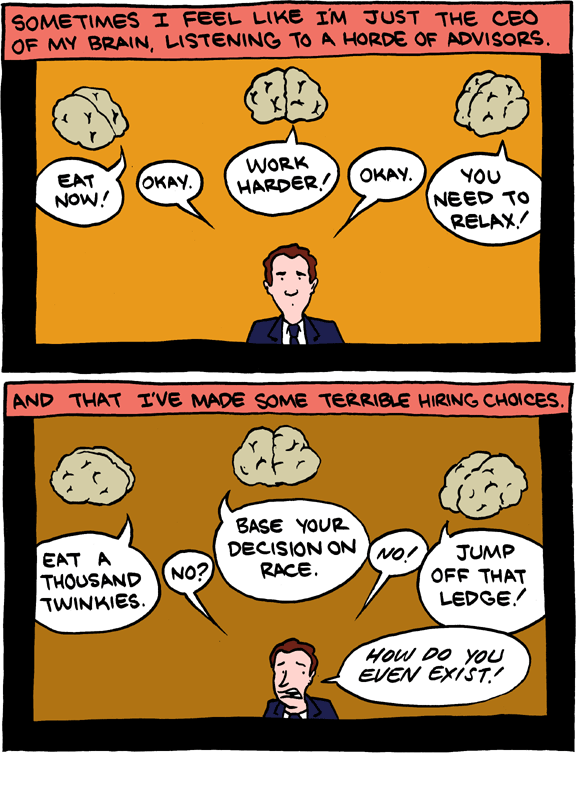 SOMETIMES I FEEL LIKE I'M JUST THE CEO
OF MY BRAIN, LISTENING TO A HORDE OF ADVISORS.
EAT
NOW!
OKAY.
WORK
HARDER!
OKAY.
YOU
NEED TO
RELAX!
AND THAT I'VE MADE SOME TERRIBLE HIRING CHOICES.
EAT A
THOUSAND
TWINKIES.
NO?
BASE YOUR
DECISION ON
RACE.
NO!
JUMP
OFF THAT
LEDGE!
HOW DO YOU
EVEN EXIST!